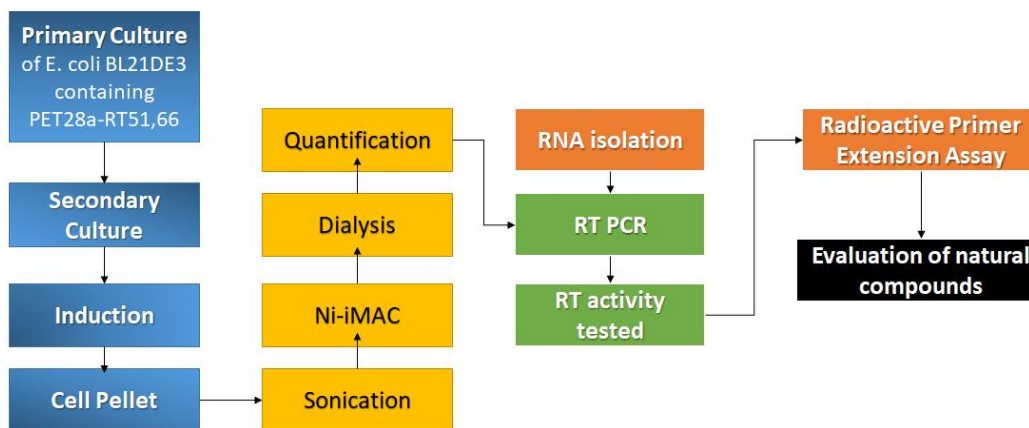 Primary Culture
of E. coli BL21DE3
containing
PET28a-RT51,66
Secondary
Culture
Induction
Cell Pellet
Quantification
Dialysis
Ni-iMAC
Sonication
RNA isolation
RT PCR
RT activity
tested
Radioactive Primer
Extension Assay
Evaluation of natural
compounds